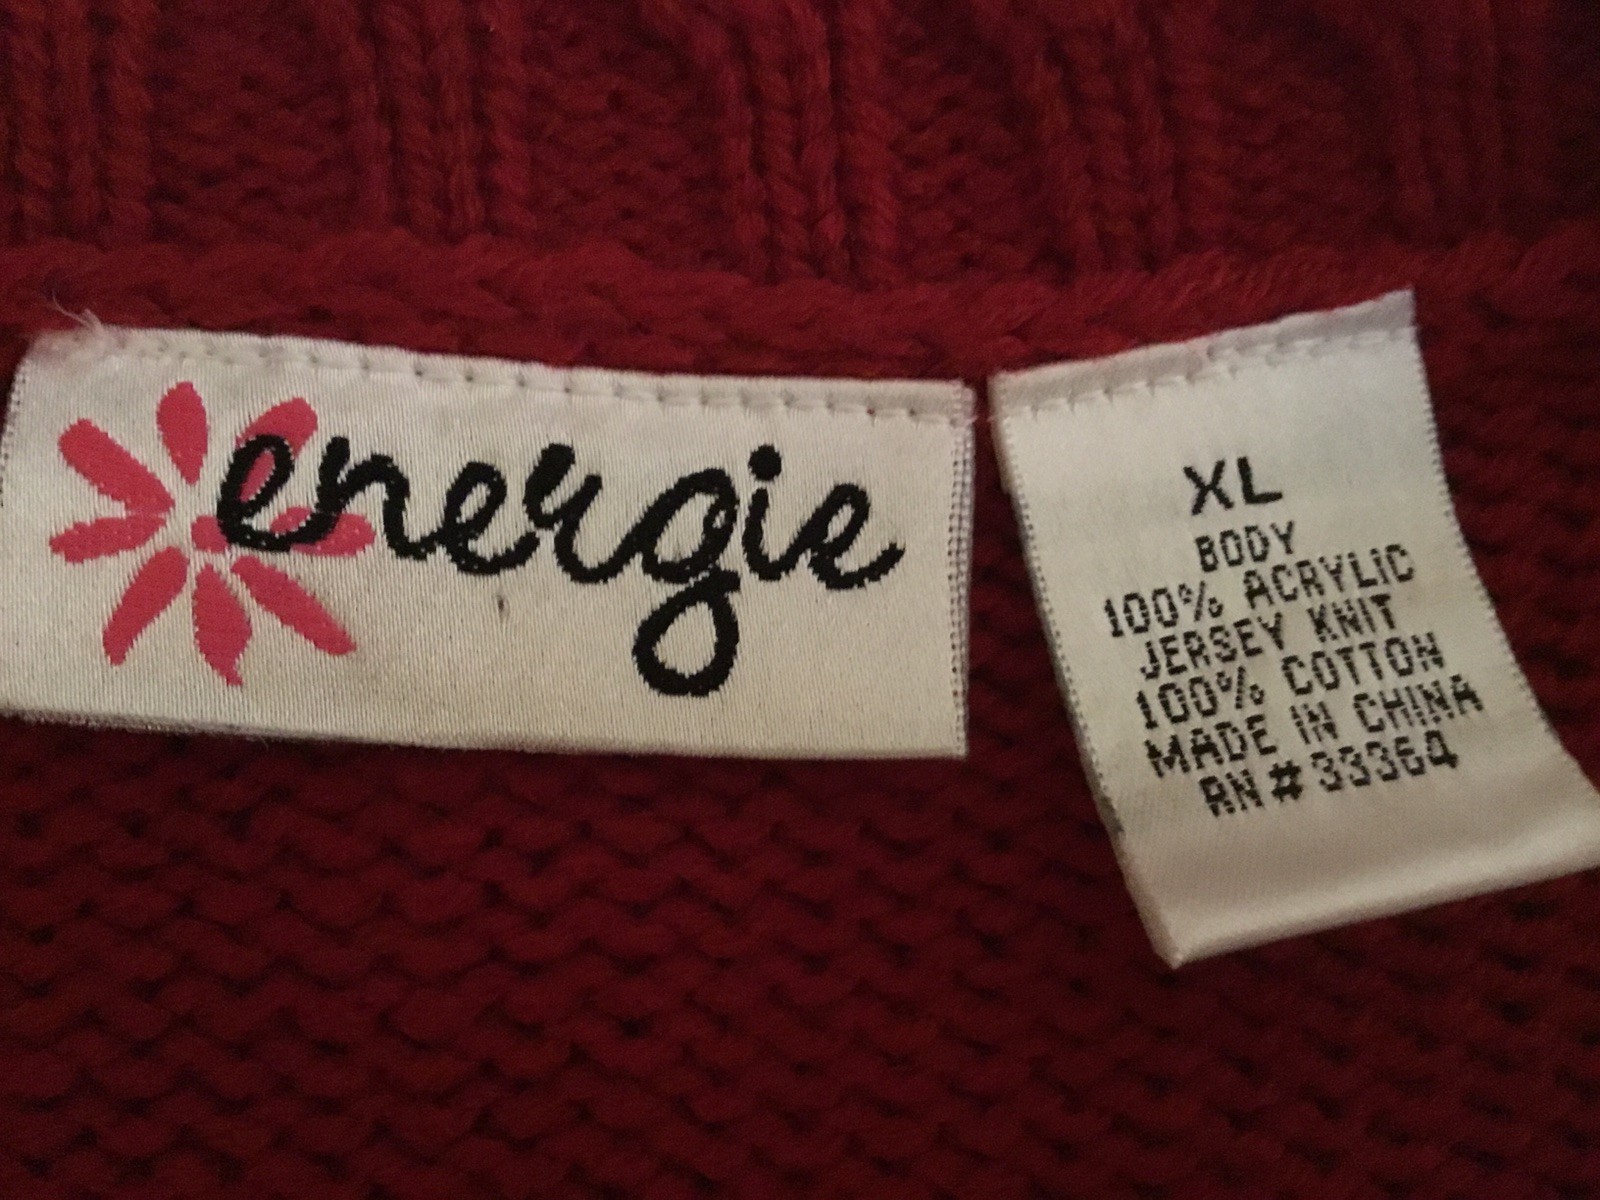 energie
XL
BODY
100% ACRYLIC
JERSEY KNIT
100% COTTON
MADE IN CHINA
RN # 33364